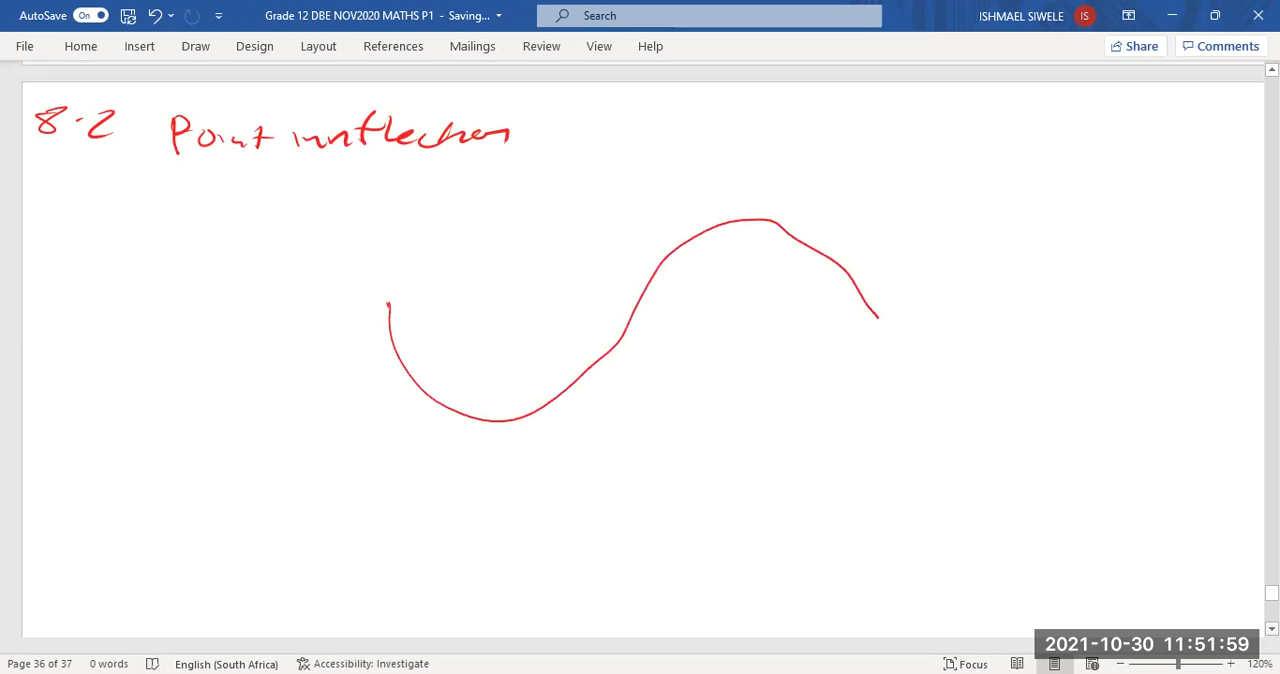 AutoSave On Grade 12 DBE NOV2020 MATHS P1 - Saving... Search ISHMAEL SIWELE IS
File Home Insert Draw Design Layout References Mailings Review View Help Share Comments
8.2 Point innflection
2021-10-30 11:51:59
Page 36 of 37 0 words English (South Africa) Accessibility: Investigate Focus 120%